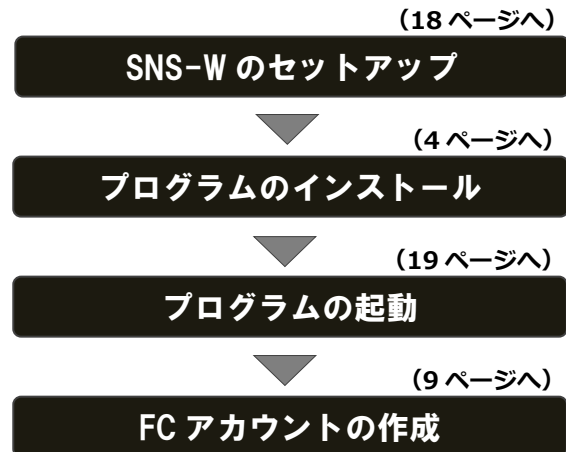 （18 ページへ）
SNS-W のセットアップ
（4 ページへ）
プログラムのインストール
（19 ページへ）
プログラムの起動
（9 ページへ）
FC アカウントの作成